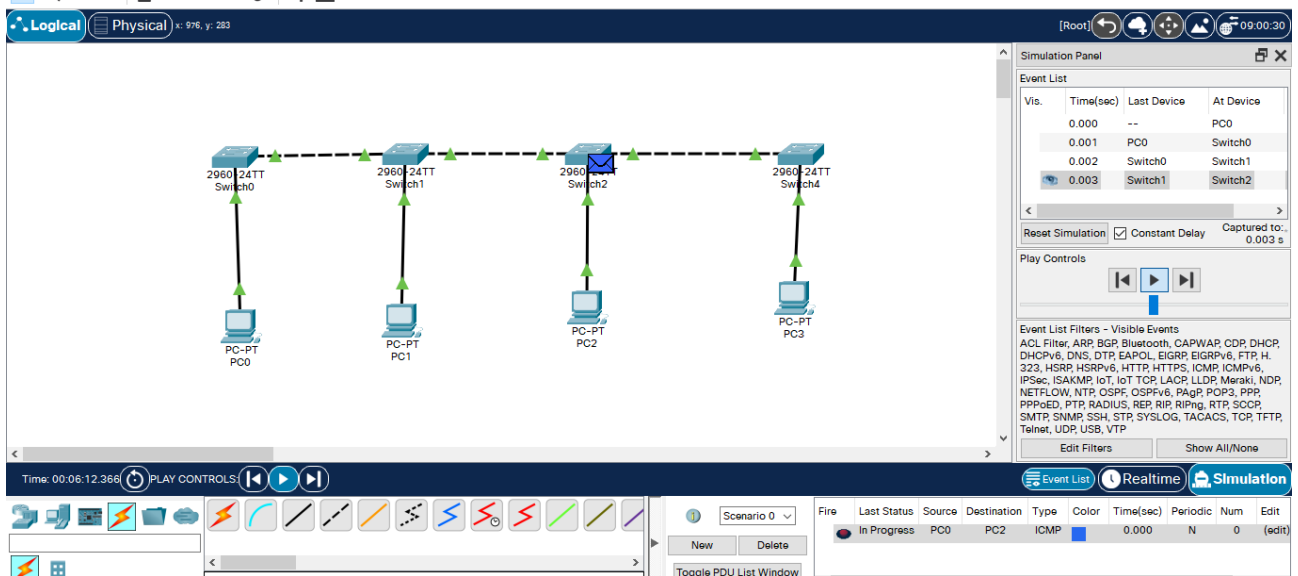 Logical Physical x: 976, y: 283 [Root] 09:00:30
Simulation Panel
Event List
Vis. Time(sec) Last Device At Device
0.000 -- PC0
0.001 PC0 Switch0
0.002 Switch0 Switch1
0.003 Switch1 Switch2
Reset Simulation Constant Delay Captured to:
0.003 s
Play Controls
Event List Filters - Visible Events
ACL Filter, ARP, BGP, Bluetooth, CAPWAP, CDP, DHCP,
DHCPv6, DNS, DTP, EAPOL, EIGRP, EIGRPv6, FTP, H.
323, HSRP, HSRPv6, HTTP, HTTPS, ICMP, ICMPv6,
IPSec, ISAKMP, IoT, IoT TCP, LACP, LLDP, Meraki, NDP,
NETFLOW, NTP, OSPF, OSPFv6, PAgP, POP3, PPP,
PPPoED, PTP, RADIUS, REP, RIP, RIPng, RTP, SCCP,
SMTP, SNMP, SSH, STP, SYSLOG, TACACS, TCP, TFTP,
Telnet, UDP, USB, VTP
Edit Filters Show All/None
2960-24TT
Switch0
2960-24TT
Switch1
2960-24TT
Switch2
2960-24TT
Switch4
PC-PT
PC0
PC-PT
PC1
PC-PT
PC2
PC-PT
PC3
Time: 00:06:12.366 PLAY CONTROLS: Event List Realtime Simulation
Scenario 0
New Delete
Toggle PDU List Window
Fire Last Status Source Destination Type Color Time(sec) Periodic Num Edit
In Progress PC0 PC2 ICMP 0.000 N 0 (edit)